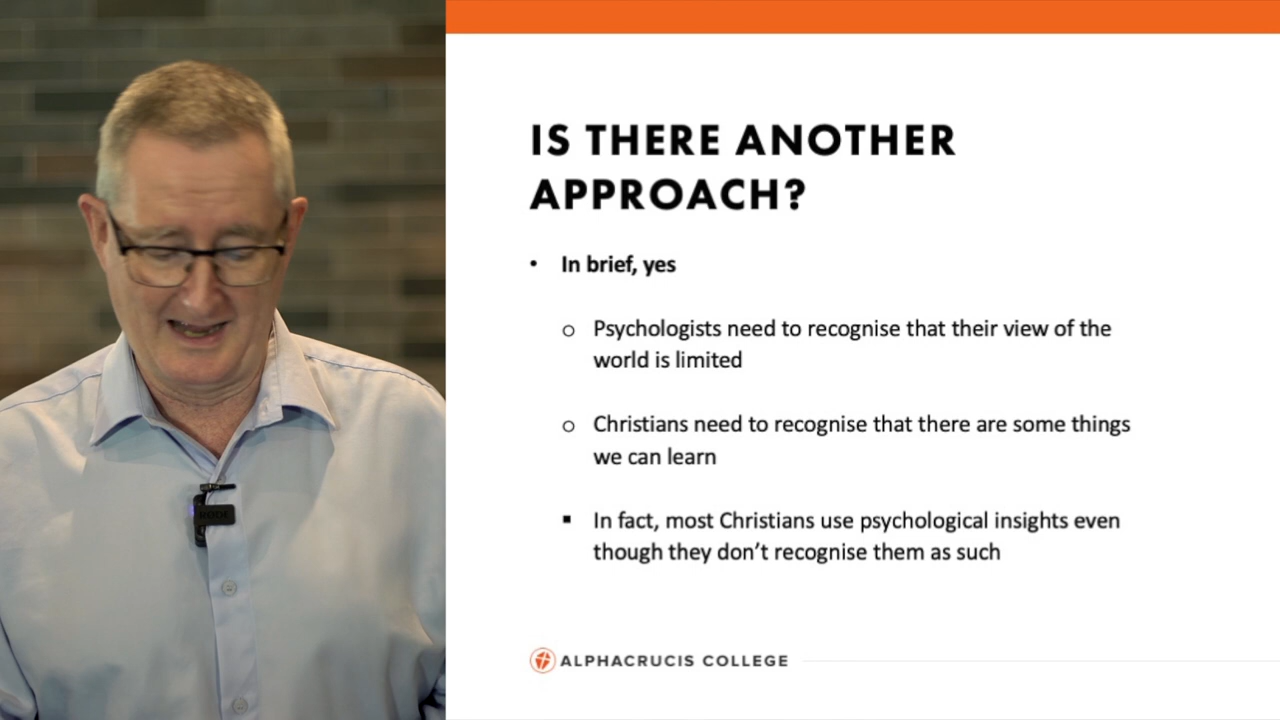 IS THERE ANOTHER
APPROACH?
• In brief, yes
o Psychologists need to recognise that their view of the
world is limited
o Christians need to recognise that there are some things
we can learn
▪ In fact, most Christians use psychological insights even
though they don’t recognise them as such
ALPHACRUCIS COLLEGE
RODE